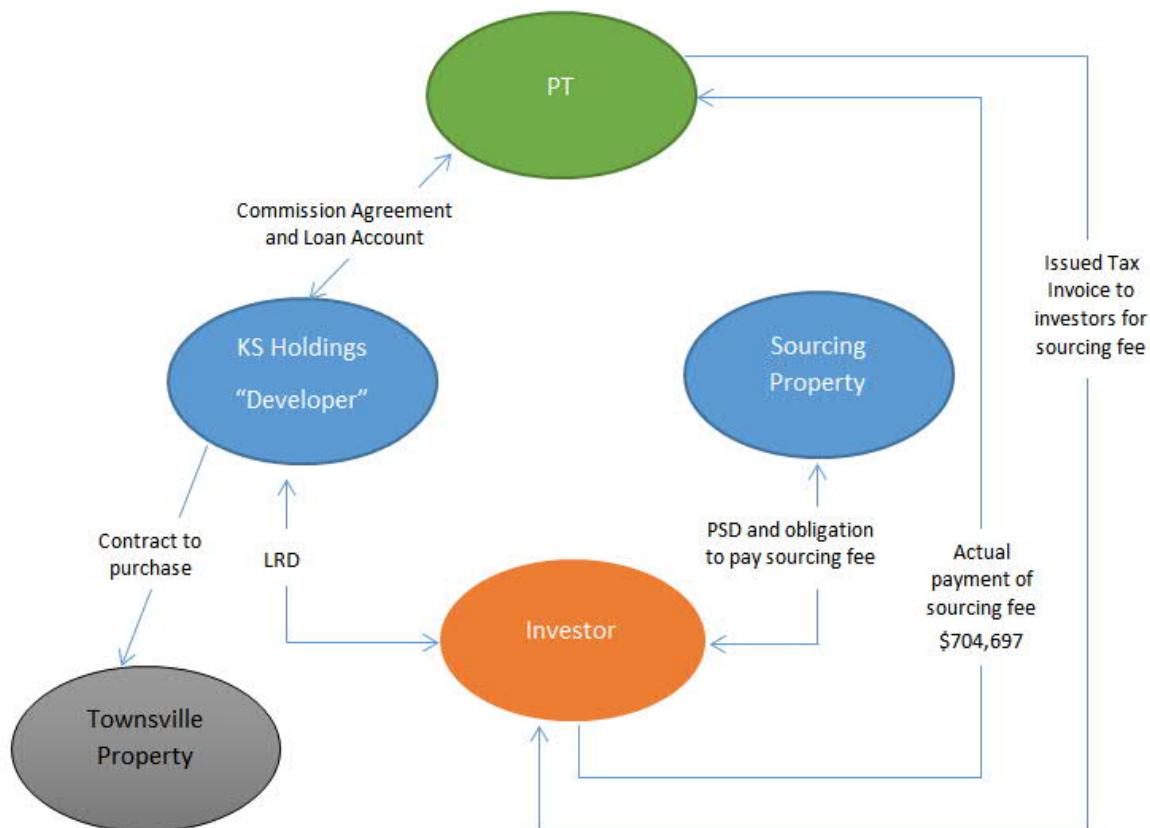 PT
Commission Agreement
and Loan Account
Issued Tax
Invoice to
investors for
sourcing fee
KS Holdings
“Developer”
Sourcing
Property
Contract to
purchase
LRD
PSD and obligation
to pay sourcing fee
Actual
payment of
sourcing fee
$704,697
Investor
Townsville
Property